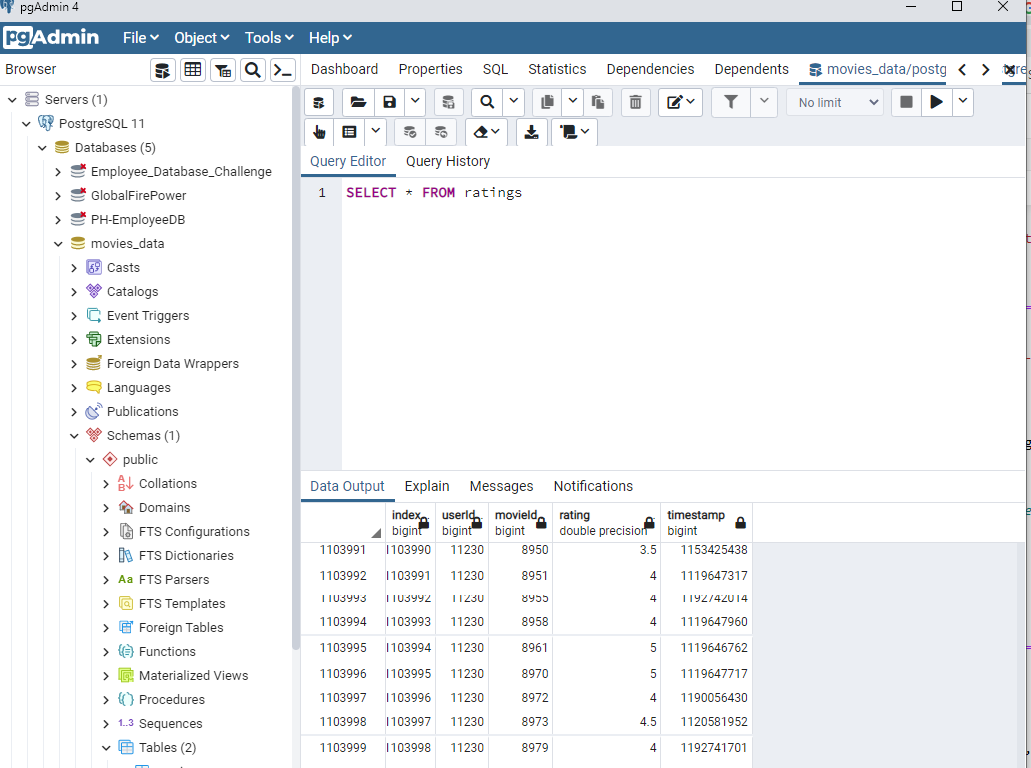 pgAdmin 4
pgAdmin File Object Tools Help
Browser
Dashboard Properties SQL Statistics Dependencies Dependents movies_data/postg
Servers (1)
PostgreSQL 11
Databases (5)
Employee_Database_Challenge
GlobalFirePower
PH-EmployeeDB
movies_data
Casts
Catalogs
Event Triggers
Extensions
Foreign Data Wrappers
Languages
Publications
Schemas (1)
public
Collations
Domains
FTS Configurations
FTS Dictionaries
Aa FTS Parsers
FTS Templates
Foreign Tables
Functions
Materialized Views
Procedures
1..3 Sequences
Tables (2)
No limit
Query Editor Query History
1 SELECT * FROM ratings
Data Output Explain Messages Notifications
index userId movieId rating timestamp
bigint bigint bigint double precision bigint
1103991 1103990 11230 8950 3.5 1153425438
1103992 1103991 11230 8951 4 1119647317
1103993 1103992 11230 8955 4 1192742014
1103994 1103993 11230 8958 4 1119647960
1103995 1103994 11230 8961 5 1119646762
1103996 1103995 11230 8970 5 1119647717
1103997 1103996 11230 8972 4 1190056430
1103998 1103997 11230 8973 4.5 1120581952
1103999 1103998 11230 8979 4 1192741701